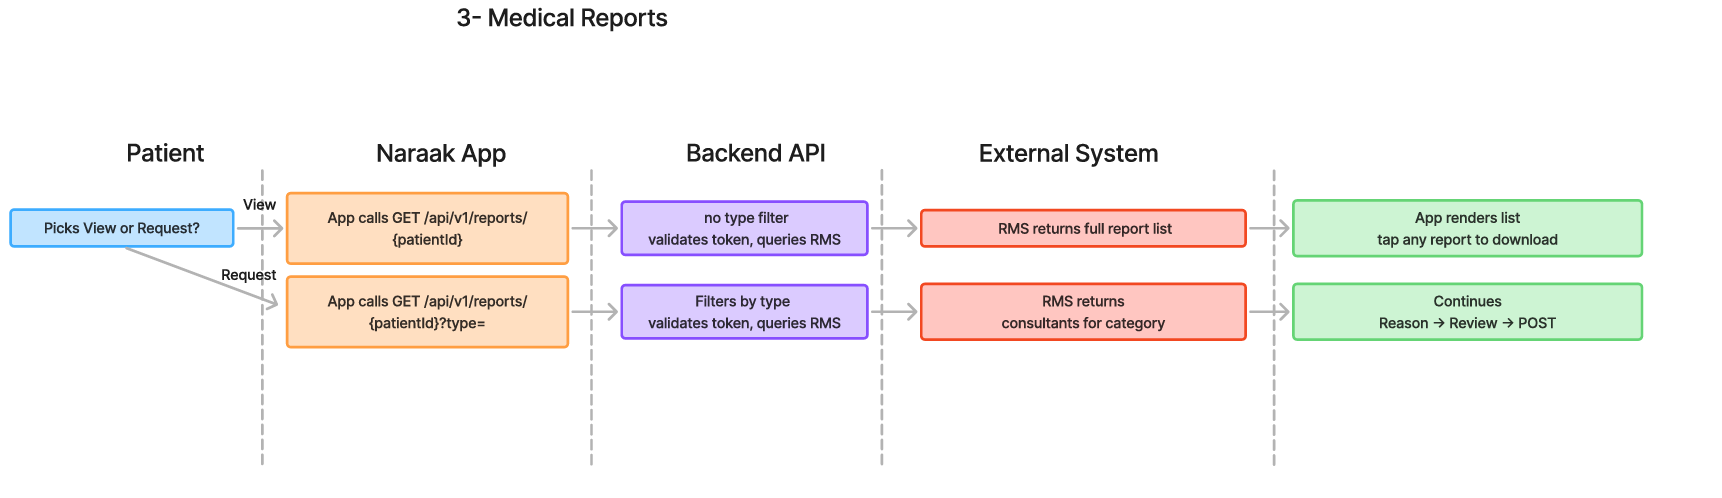 3- Medical Reports
Patient
Naraak App
Backend API
External System
Picks View or Request?
View
App calls GET /api/v1/reports/
{patientId}
no type filter
validates token, queries RMS
RMS returns full report list
App renders list
tap any report to download
Request
App calls GET /api/v1/reports/
{patientId}?type=
Filters by type
validates token, queries RMS
RMS returns
consultants for category
Continues
Reason → Review → POST